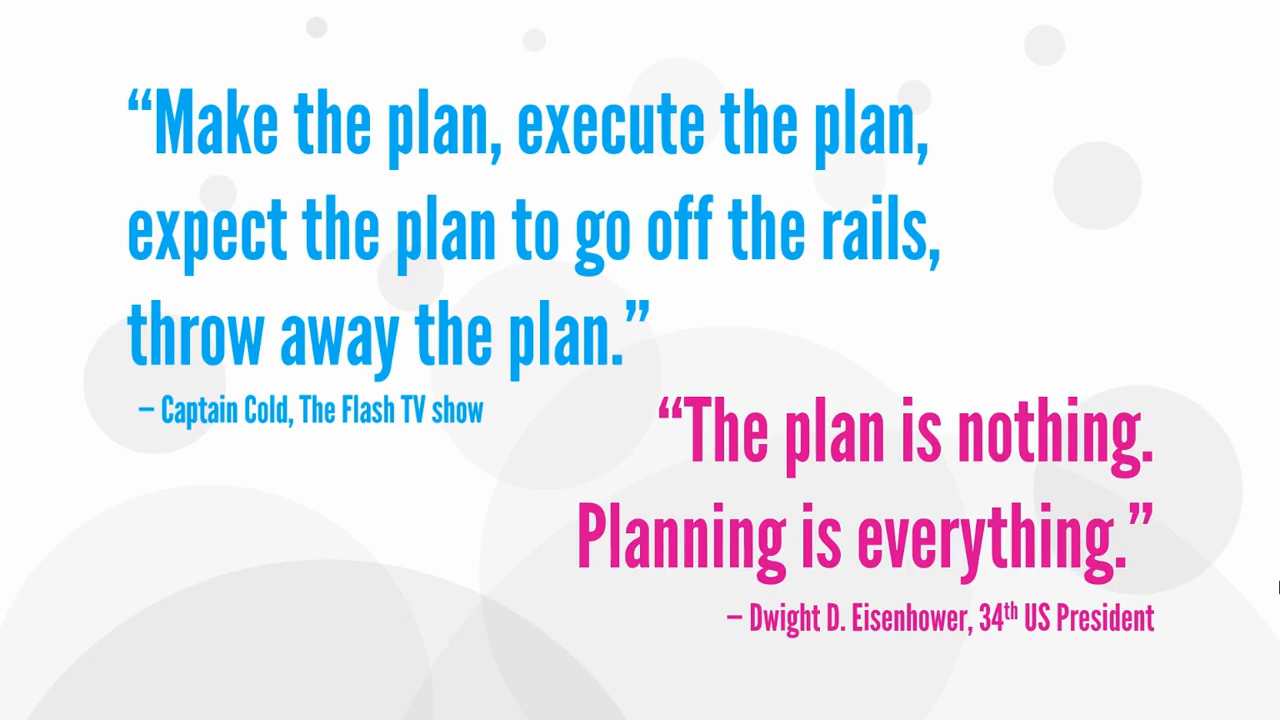 “Make the plan, execute the plan,
expect the plan to go off the rails,
throw away the plan.”
– Captain Cold, The Flash TV show
“The plan is nothing.
Planning is everything.”
– Dwight D. Eisenhower, 34th US President